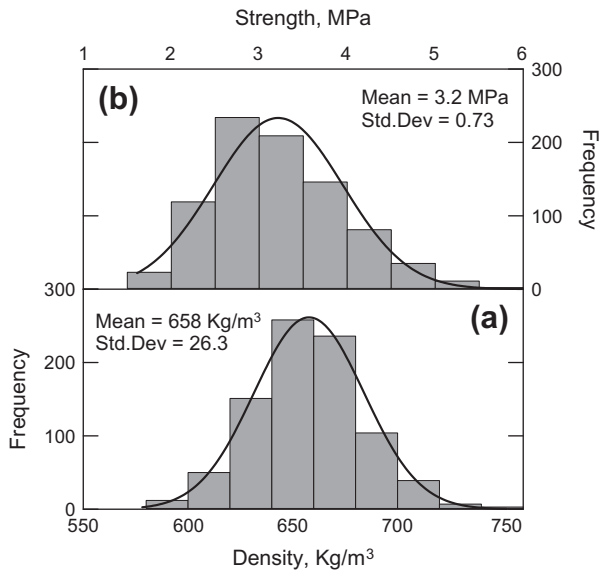 Strength, MPa
1 2 3 4 5 6
(b)
Mean = 3.2 MPa
Std.Dev = 0.73
300
200
100
0
Frequency
300
200
100
0
Frequency
Mean = 658 Kg/m³
Std.Dev = 26.3
(a)
550 600 650 700 750
Density, Kg/m³